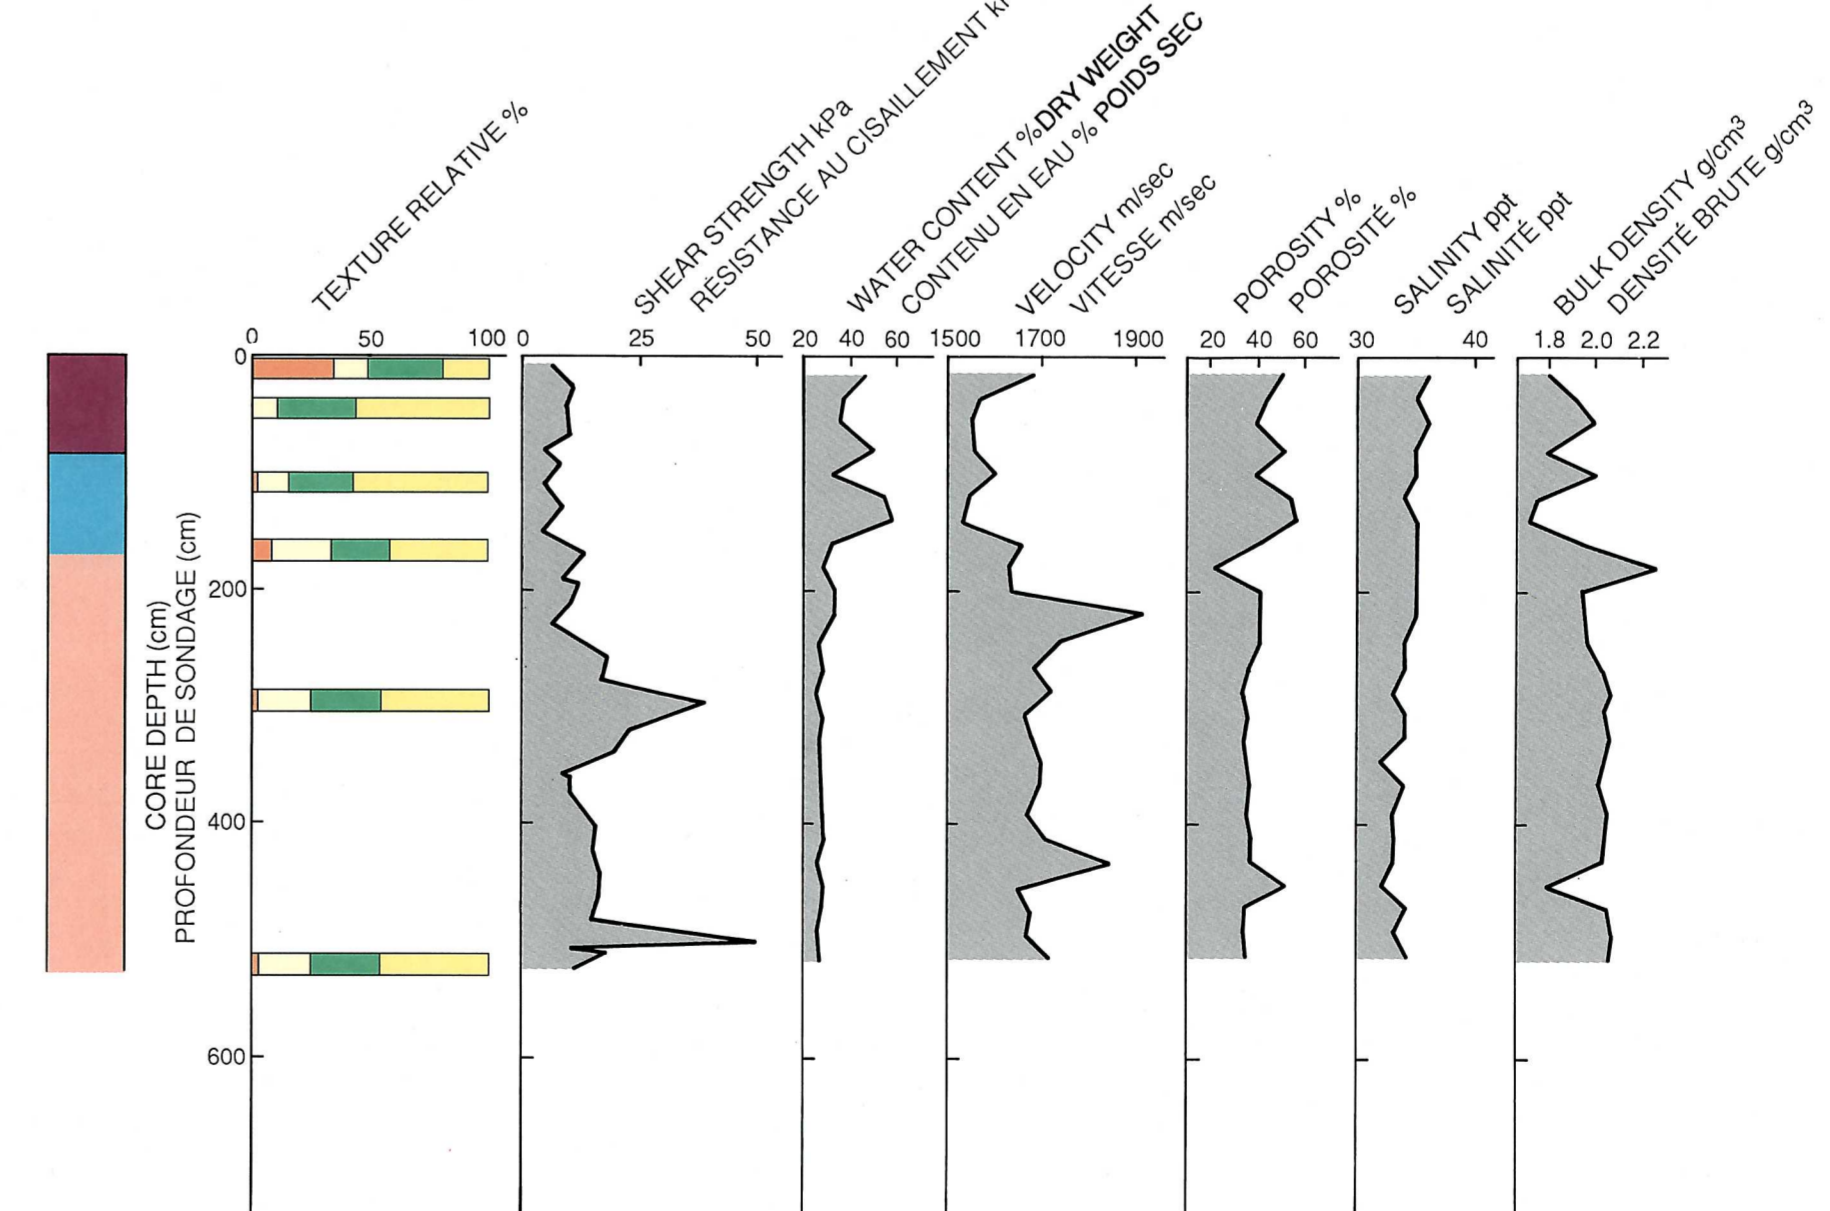 TEXTURE RELATIVE %
SHEAR STRENGTH kPa
RÉSISTANCE AU CISAILLEMENT
WATER CONTENT % DRY WEIGHT
CONTENU EN EAU % POIDS SEC
VELOCITY m/sec
VITESSE m/sec
POROSITY %
POROSITÉ %
SALINITY ppt
SALINITÉ ppt
BULK DENSITY g/cm³
DENSITÉ BRUTE g/cm³
0 50 100
0 25 50
20 40 60
1500 1700 1900
20 40 60
30 40
1.8 2.0 2.2
CORE DEPTH (cm)
PROFONDEUR DE SONDAGE (cm)
0
200
400
600